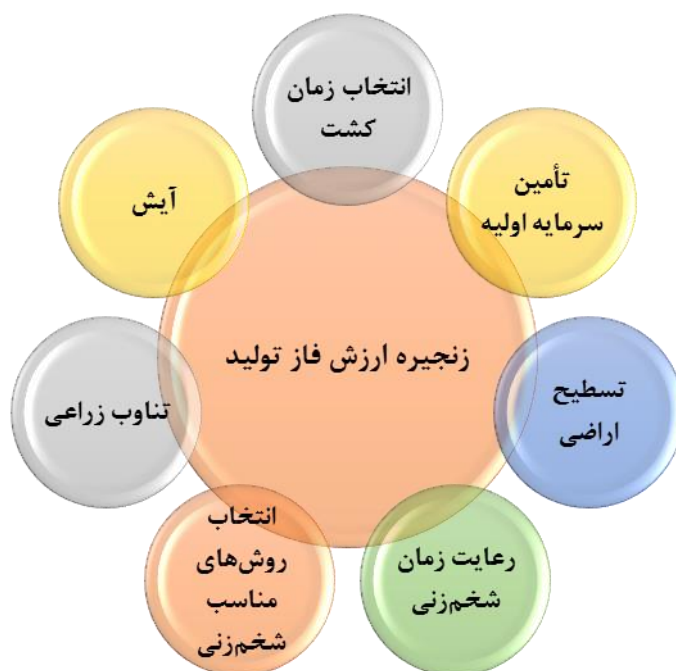 انتخاب زمان
کشت
تأمین
سرمایه اولیه
تسطیح
اراضی
رعایت زمان
شخم‌زنی
انتخاب
روش‌های
مناسب
شخم‌زنی
تناوب زراعی
آیش
زنجیره ارزش فاز تولید